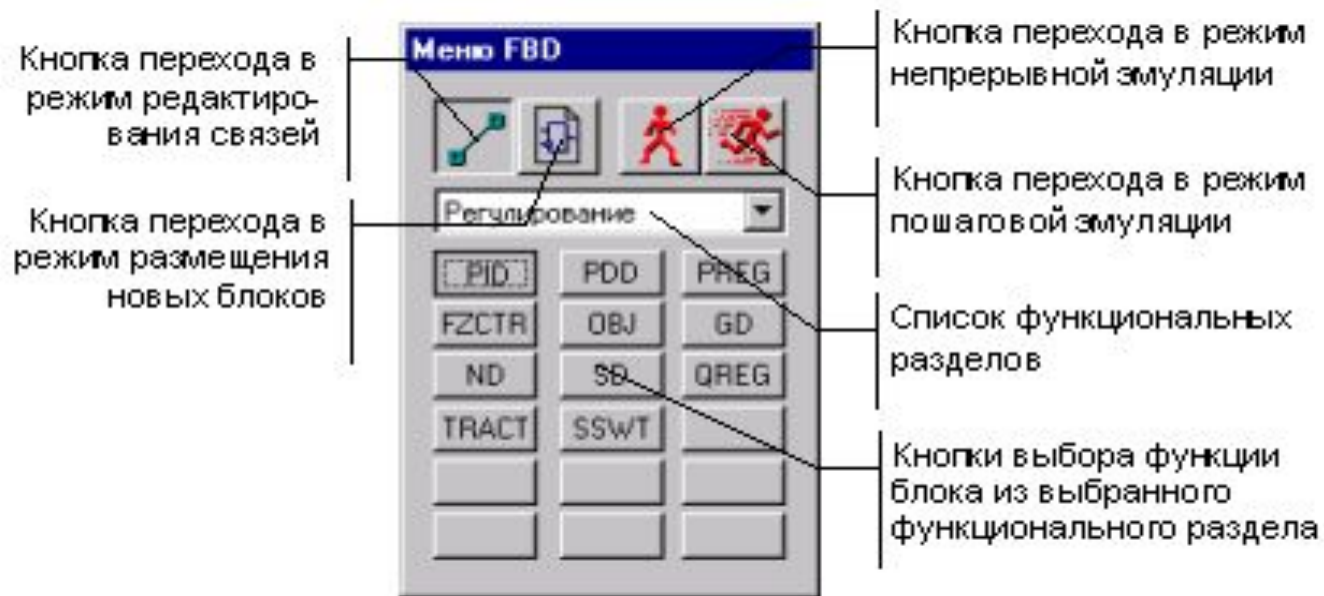 Кнопка перехода в
режим редактиро-
вания связей
Кнопка перехода в
режим размещения
новых блоков
Меню FBD
Регулирование
PID PDD PREG
FZCTR OBJ GD
ND SD QREG
TRACT SSWT
Кнопка перехода в режим
непрерывной эмуляции
Кнопка перехода в режим
пошаговой эмуляции
Список функциональных
разделов
Кнопки выбора функции
блока из выбранного
функционального раздела